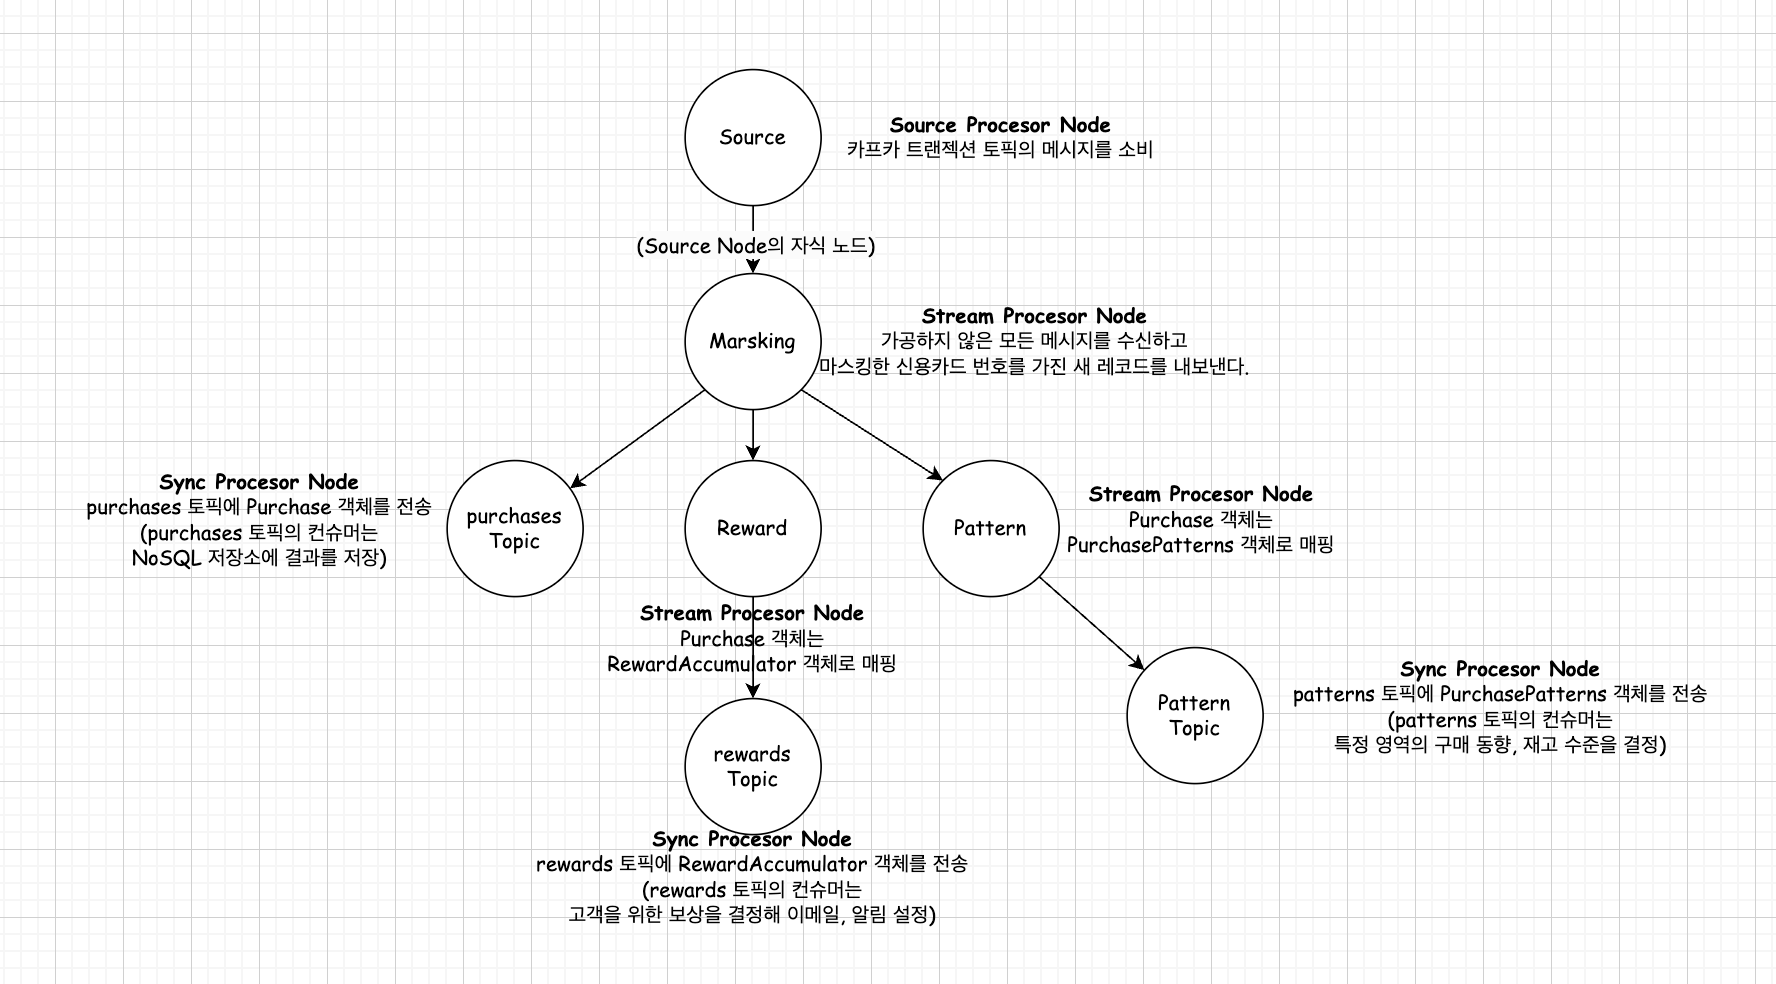 Source
Source Procesor Node
카프카 트랜젝션 토픽의 메시지를 소비
(Source Node의 자식 노드)
Marsking
Stream Procesor Node
가공하지 않은 모든 메시지를 수신하고
마스킹한 신용카드 번호를 가진 새 레코드를 내보낸다.
Sync Procesor Node
purchases 토픽에 Purchase 객체를 전송
(purchases 토픽의 컨슈머는
NoSQL 저장소에 결과를 저장)
purchases
Topic
Reward
Pattern
Stream Procesor Node
Purchase 객체는
PurchasePatterns 객체로 매핑
Stream Procesor Node
Purchase 객체는
RewardAccumulator 객체로 매핑
Pattern
Topic
Sync Procesor Node
patterns 토픽에 PurchasePatterns 객체를 전송
(patterns 토픽의 컨슈머는
특정 영역의 구매 동향, 재고 수준을 결정)
rewards
Topic
Sync Procesor Node
rewards 토픽에 RewardAccumulator 객체를 전송
(rewards 토픽의 컨슈머는
고객을 위한 보상을 결정해 이메일, 알림 설정)